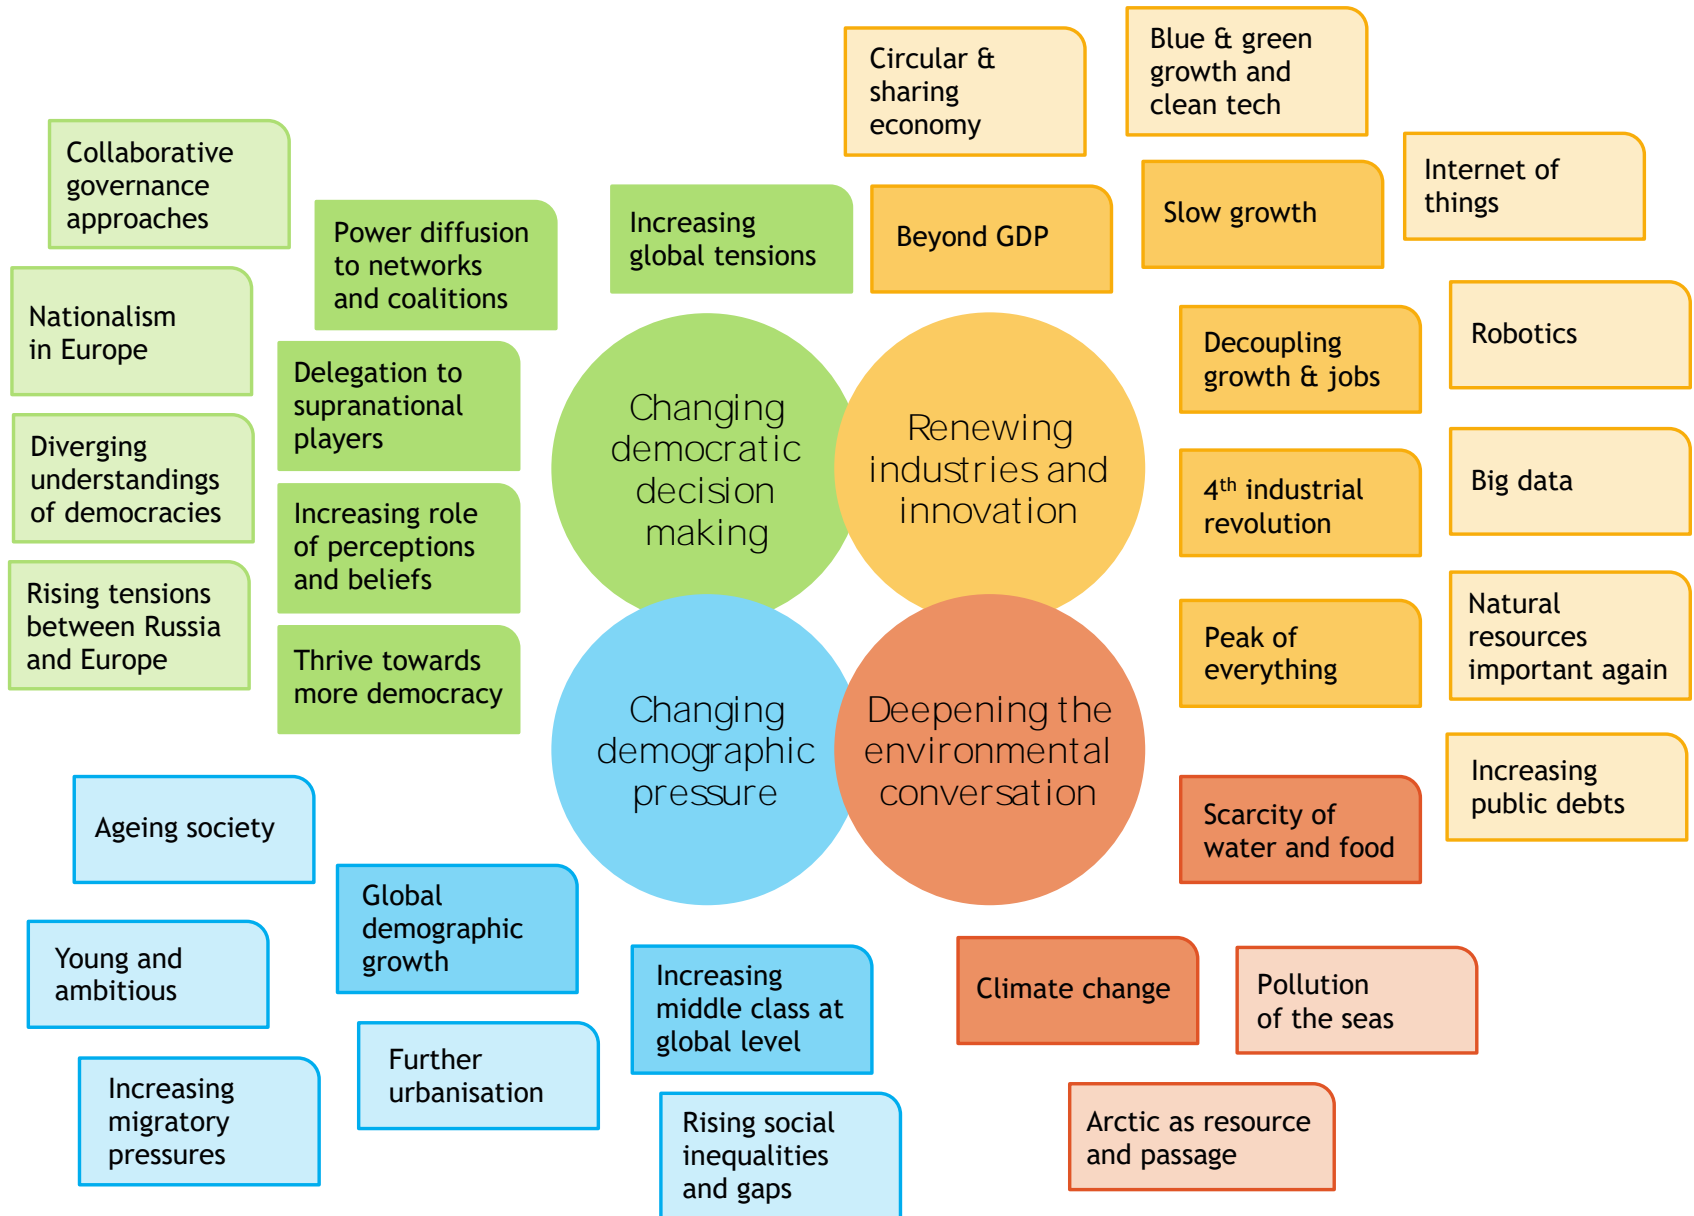 Circular &
sharing
economy
Blue & green
growth and
clean tech
Collaborative
governance
approaches
Power diffusion
to networks
and coalitions
Increasing
global tensions
Beyond GDP
Slow growth
Internet of
things
Nationalism
in Europe
Delegation to
supranational
players
Decoupling
growth & jobs
Robotics
Diverging
understandings
of democracies
Increasing role
of perceptions
and beliefs
Changing
democratic
decision
making
Renewing
industries and
innovation
4th industrial
revolution
Big data
Rising tensions
between Russia
and Europe
Thrive towards
more democracy
Changing
demographic
pressure
Deepening the
environmental
conversation
Peak of
everything
Natural
resources
important again
Increasing
public debts
Scarcity of
water and food
Ageing society
Global
demographic
growth
Young and
ambitious
Increasing
middle class at
global level
Climate change
Pollution
of the seas
Further
urbanisation
Increasing
migratory
pressures
Rising social
inequalities
and gaps
Arctic as resource
and passage